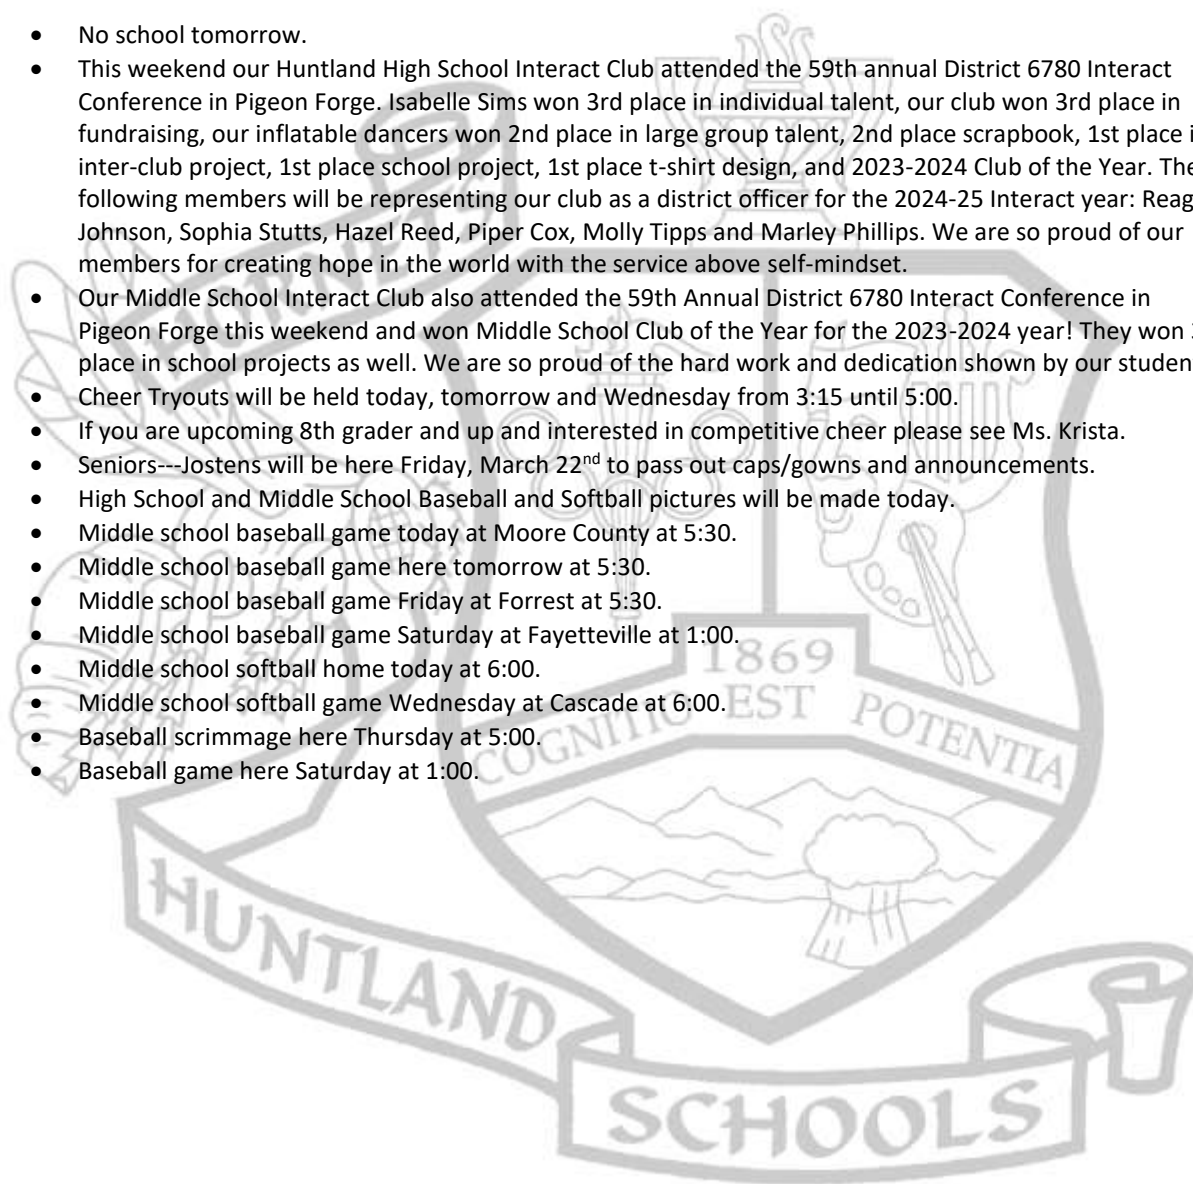 • No school tomorrow.
• This weekend our Huntland High School Interact Club attended the 59th annual District 6780 Interact
Conference in Pigeon Forge. Isabelle Sims won 3rd place in individual talent, our club won 3rd place in
fundraising, our inflatable dancers won 2nd place in large group talent, 2nd place scrapbook, 1st place
inter-club project, 1st place school project, 1st place t-shirt design, and 2023-2024 Club of the Year. The
following members will be representing our club as a district officer for the 2024-25 Interact year: Reag
Johnson, Sophia Stutts, Hazel Reed, Piper Cox, Molly Tipps and Marley Phillips. We are so proud of our
members for creating hope in the world with the service above self-mindset.
• Our Middle School Interact Club also attended the 59th Annual District 6780 Interact Conference in
Pigeon Forge this weekend and won Middle School Club of the Year for the 2023-2024 year! They won
place in school projects as well. We are so proud of the hard work and dedication shown by our studen
• Cheer Tryouts will be held today, tomorrow and Wednesday from 3:15 until 5:00.
• If you are upcoming 8th grader and up and interested in competitive cheer please see Ms. Krista.
• Seniors---Jostens will be here Friday, March 22nd to pass out caps/gowns and announcements.
• High School and Middle School Baseball and Softball pictures will be made today.
• Middle school baseball game today at Moore County at 5:30.
• Middle school baseball game here tomorrow at 5:30.
• Middle school baseball game Friday at Forrest at 5:30.
• Middle school baseball game Saturday at Fayetteville at 1:00.
• Middle school softball home today at 6:00.
• Middle school softball game Wednesday at Cascade at 6:00.
• Baseball scrimmage here Thursday at 5:00.
• Baseball game here Saturday at 1:00.
HORNETS
1869
COGNITIO EST POTENTIA
HUNTLAND
SCHOOLS